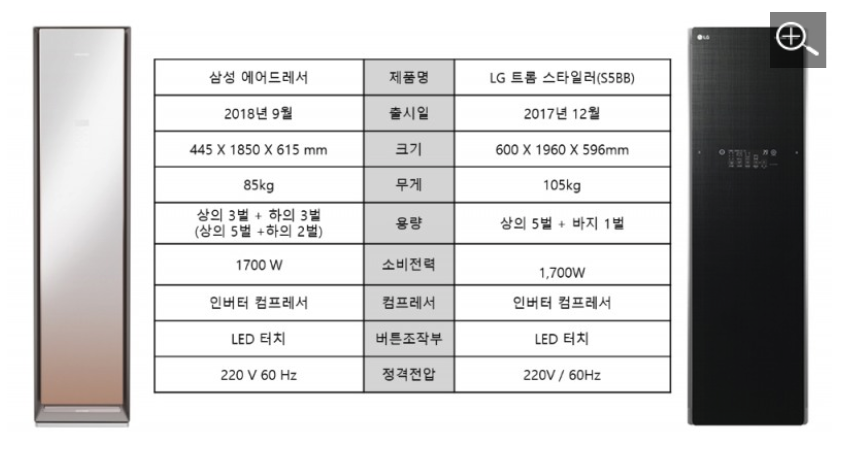 삼성 에어드레서 제품명 LG 트롬 스타일러(S5BB)
2018년 9월 출시일 2017년 12월
445 X 1850 X 615 mm 크기 600 X 1960 X 596mm
85kg 무게 105kg
상의 3벌 + 하의 3벌
(상의 5벌 +하의 2벌) 용량 상의 5벌 + 바지 1벌
1700 W 소비전력 1,700W
인버터 컴프레서 컴프레서 인버터 컴프레서
LED 터치 버튼조작부 LED 터치
220 V 60 Hz 정격전압 220V / 60Hz
LG